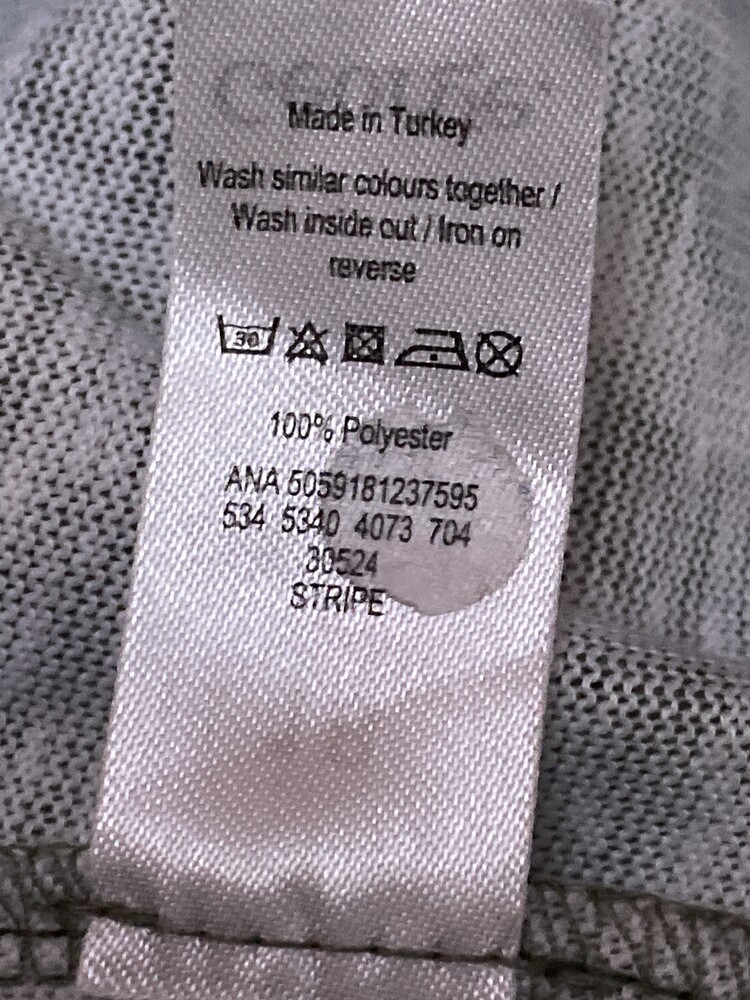 Made in Turkey
Wash similar colours together /
Wash inside out / Iron on
reverse
30
100% Polyester
ANA 5059181237595
534 5340 4073 704
30524
STRIPE